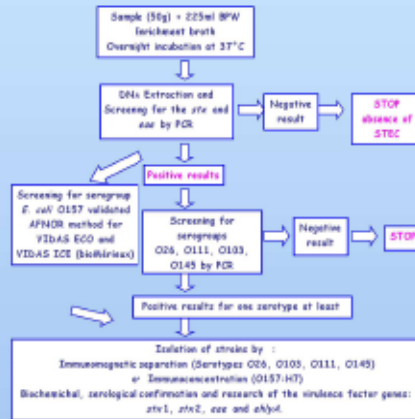 Sample (50g) + 225ml BPW
Enrichment broth
Overnight incubation at 37°C
DNA Extraction and
Screening for the stx and
eae by PCR
Negative
result
STOP
absence of
STEC
Positive results
Screening for serogroup
E. coli O157 validated
AFNOR method for
VIDAS ECO and
VIDAS ICE (bioMérieux)
Screening for
serogroups
O26, O111, O103,
O145 by PCR
Negative
result
STOP
Positive results for one serotype at least
Isolation of strains by :
Immunomagnetic separation (Serotypes O26, O103, O111, O145)
or Immunoconcentration (O157:H7)
Biochemichal, serological confirmation and research of the virulence factor genes:
stx1, stx2, eae and ehlyA.